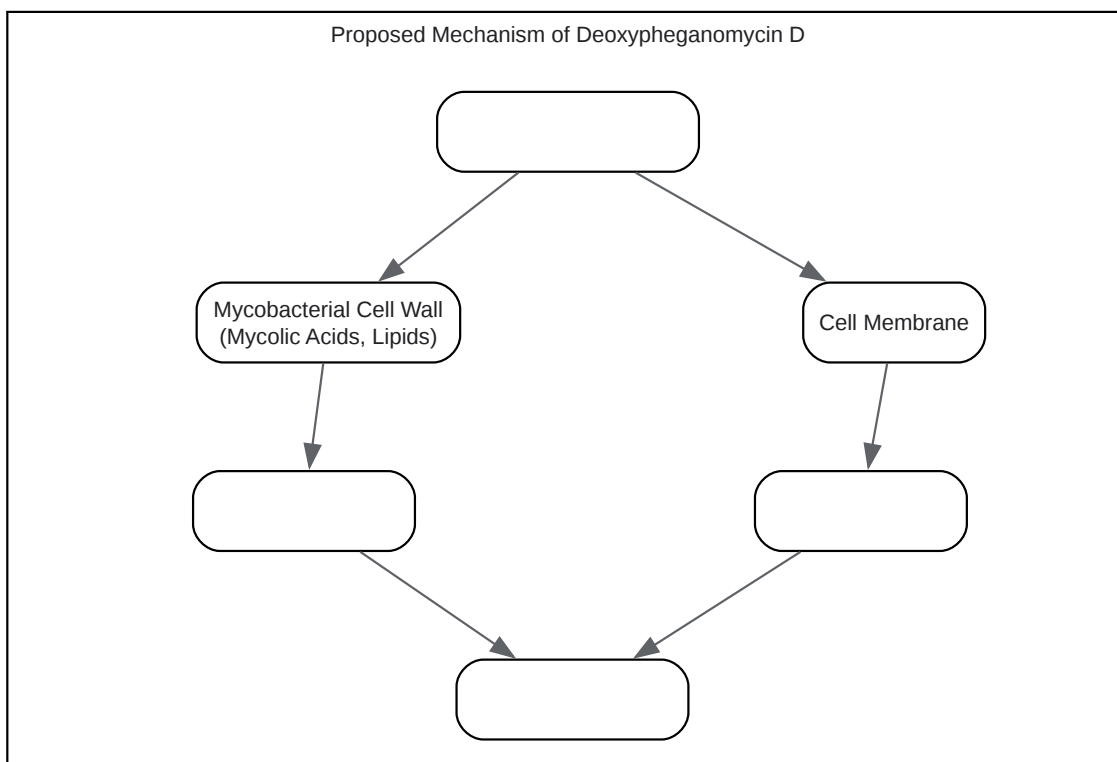 Proposed Mechanism of Deoxypheganomycin D
Mycobacterial Cell Wall
(Mycolic Acids, Lipids)
Cell Membrane